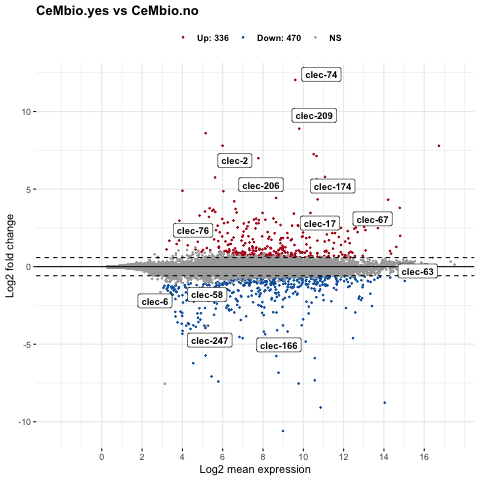 CeMbio.yes vs CeMbio.no
Up: 336 Down: 470 NS
clec-74
clec-209
clec-2
clec-206
clec-174
clec-67
clec-17
clec-76
clec-63
clec-58
clec-6
clec-247
clec-166
10
5
0
-5
-10
Log2 fold change
0 2 4 6 8 10 12 14 16
Log2 mean expression